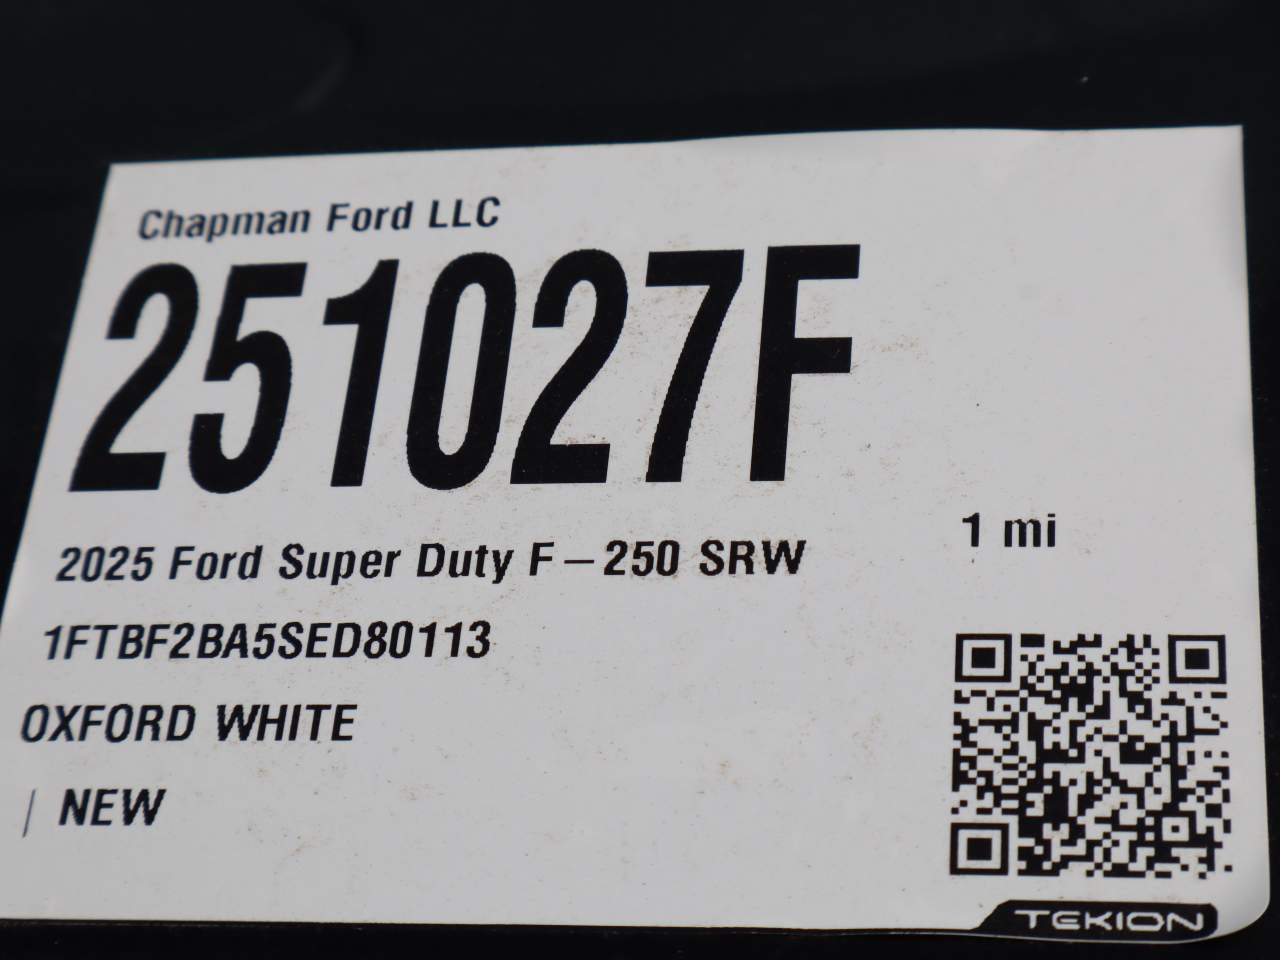 Chapman Ford LLC
251027F
2025 Ford Super Duty F-250 SRW
1 mi
1FTBF2BA5SED80113
OXFORD WHITE
| NEW
TEKION